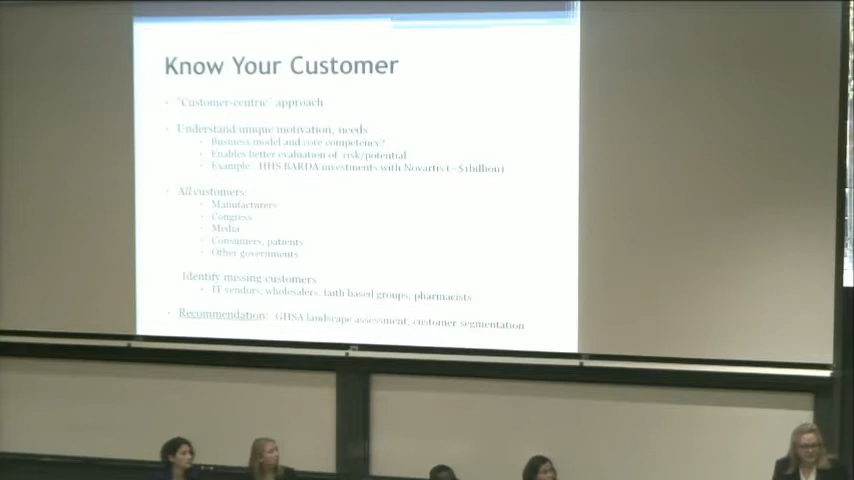 Know Your Customer
"Customer-centric" approach
Understand unique motivation, needs
Business model and core competency?
Enables better evaluation of risk/potential
Example: HHS BARDA investments with Novartis (~$1billion)
All customers:
Manufacturers
Congress
Media
Consumers, patients
Other governments
Identify missing customers
IT vendors, wholesalers, faith based groups, pharmacists
Recommendation: GHSA landscape assessment; customer segmentation